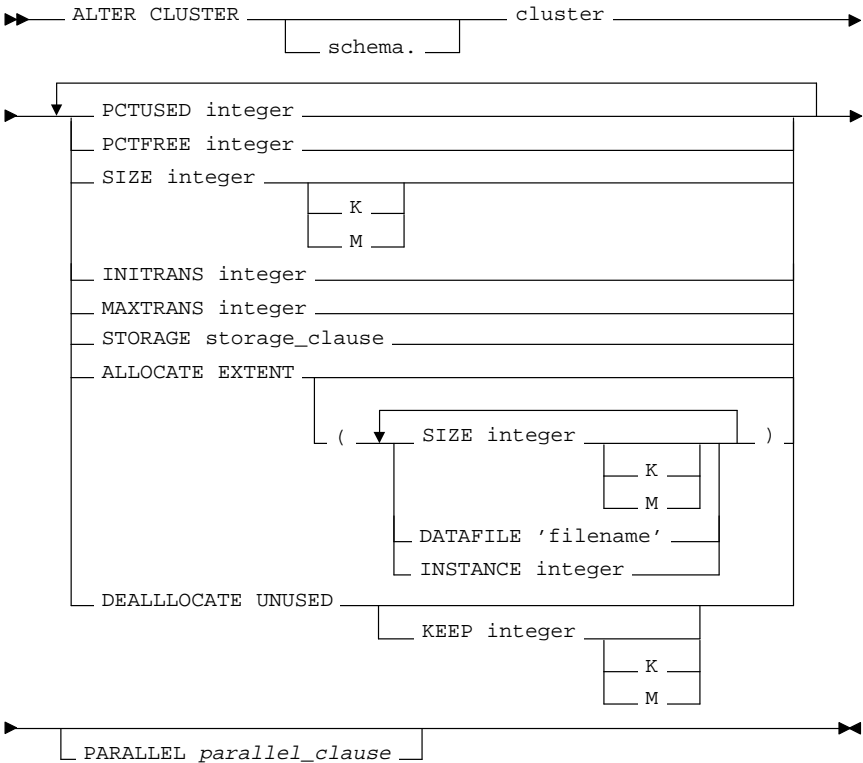 ALTER CLUSTER cluster
schema.
PCTUSED integer
PCTFREE integer
SIZE integer
K
M
INITRANS integer
MAXTRANS integer
STORAGE storage_clause
ALLOCATE EXTENT
( SIZE integer )
K
M
DATAFILE ’filename’
INSTANCE integer
DEALLLOCATE UNUSED
KEEP integer
K
M
PARALLEL parallel_clause